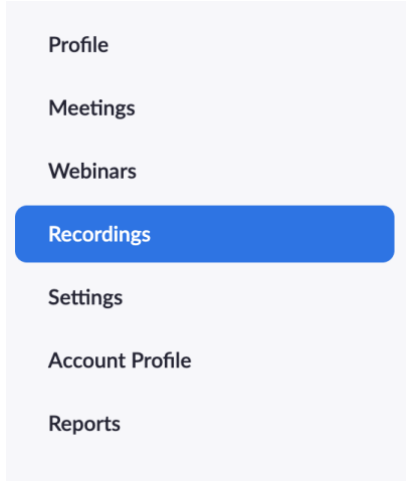 Profile
Meetings
Webinars
Recordings
Settings
Account Profile
Reports